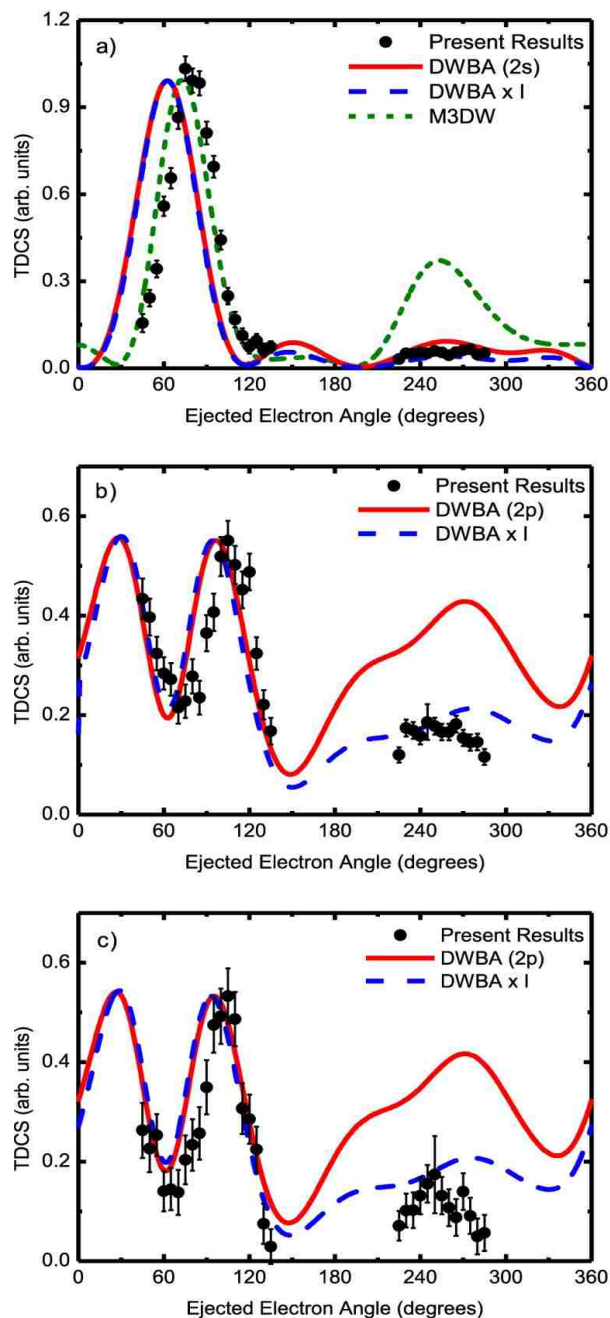 a)
Present Results
DWBA (2s)
DWBA x I
M3DW
TDCS (arb. units)
1.2
0.9
0.6
0.3
0.0
0 60 120 180 240 300 360
Ejected Electron Angle (degrees)
b)
Present Results
DWBA (2p)
DWBA x I
TDCS (arb. units)
0.6
0.4
0.2
0.0
0 60 120 180 240 300 360
Ejected Electron Angle (degrees)
c)
Present Results
DWBA (2p)
DWBA x I
TDCS (arb. units)
0.6
0.4
0.2
0.0
0 60 120 180 240 300 360
Ejected Electron Angle (degrees)